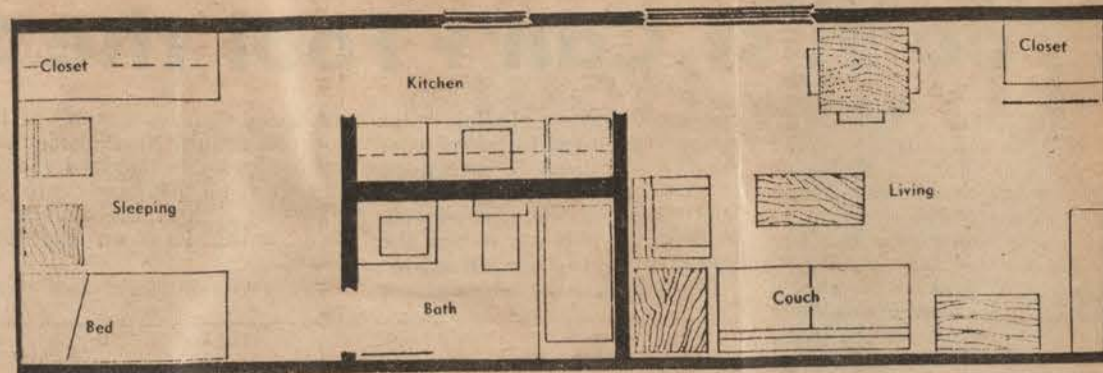 Closet
Kitchen
Closet
Sleeping
Living
Bed
Bath
Couch